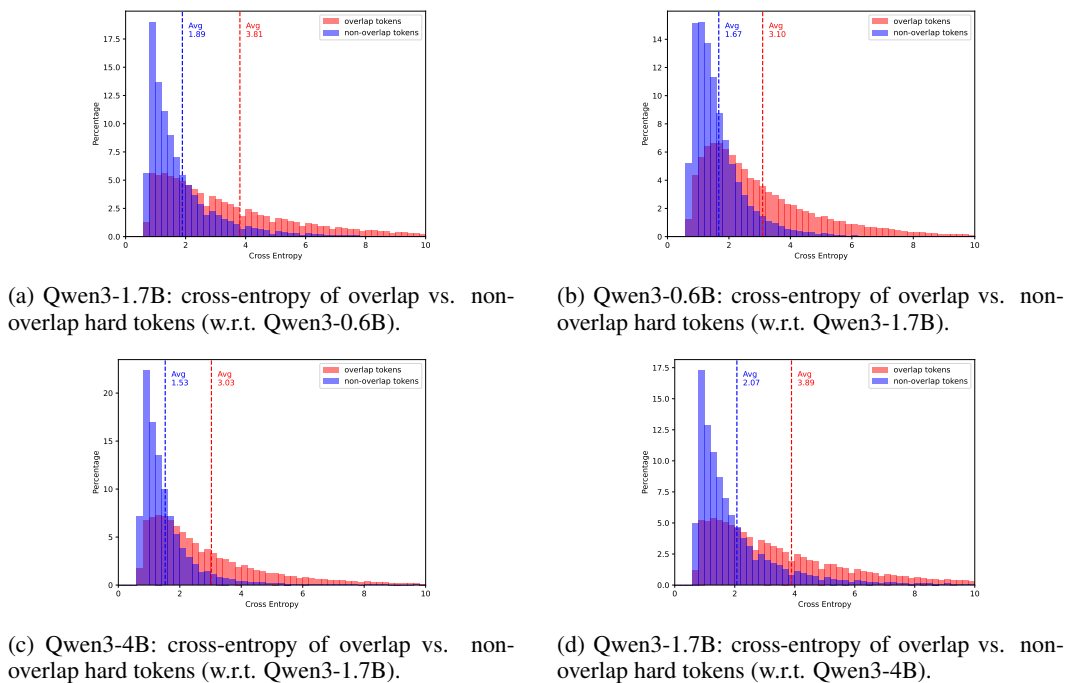 Avg
1.89
Avg
3.81
overlap tokens
non-overlap tokens
17.5
15.0
12.5
10.0
7.5
5.0
2.5
0.0
Percentage
0 2 4 6 8 10
Cross Entropy
(a) Qwen3-1.7B: cross-entropy of overlap vs. non-
overlap hard tokens (w.r.t. Qwen3-0.6B).
Avg
1.67
Avg
3.10
overlap tokens
non-overlap tokens
14
12
10
8
6
4
2
0
Percentage
0 2 4 6 8 10
Cross Entropy
(b) Qwen3-0.6B: cross-entropy of overlap vs. non-
overlap hard tokens (w.r.t. Qwen3-1.7B).
Avg
1.53
Avg
3.03
overlap tokens
non-overlap tokens
20
15
10
5
0
Percentage
0 2 4 6 8 10
Cross Entropy
(c) Qwen3-4B: cross-entropy of overlap vs. non-
overlap hard tokens (w.r.t. Qwen3-1.7B).
Avg
2.07
Avg
3.89
overlap tokens
non-overlap tokens
17.5
15.0
12.5
10.0
7.5
5.0
2.5
0.0
Percentage
0 2 4 6 8 10
Cross Entropy
(d) Qwen3-1.7B: cross-entropy of overlap vs. non-
overlap hard tokens (w.r.t. Qwen3-4B).